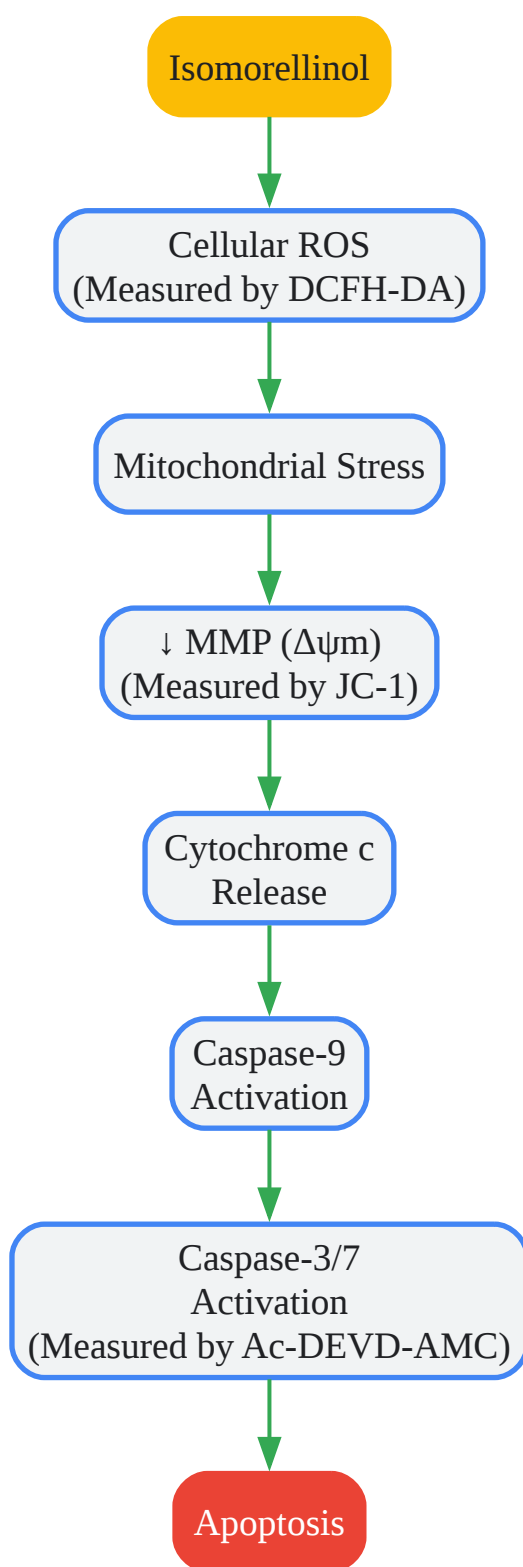 Isomorellinol
Cellular ROS
(Measured by DCFH-DA)
Mitochondrial Stress
↓ MMP (Δψm)
(Measured by JC-1)
Cytochrome c
Release
Caspase-9
Activation
Caspase-3/7
Activation
(Measured by Ac-DEVD-AMC)
Apoptosis